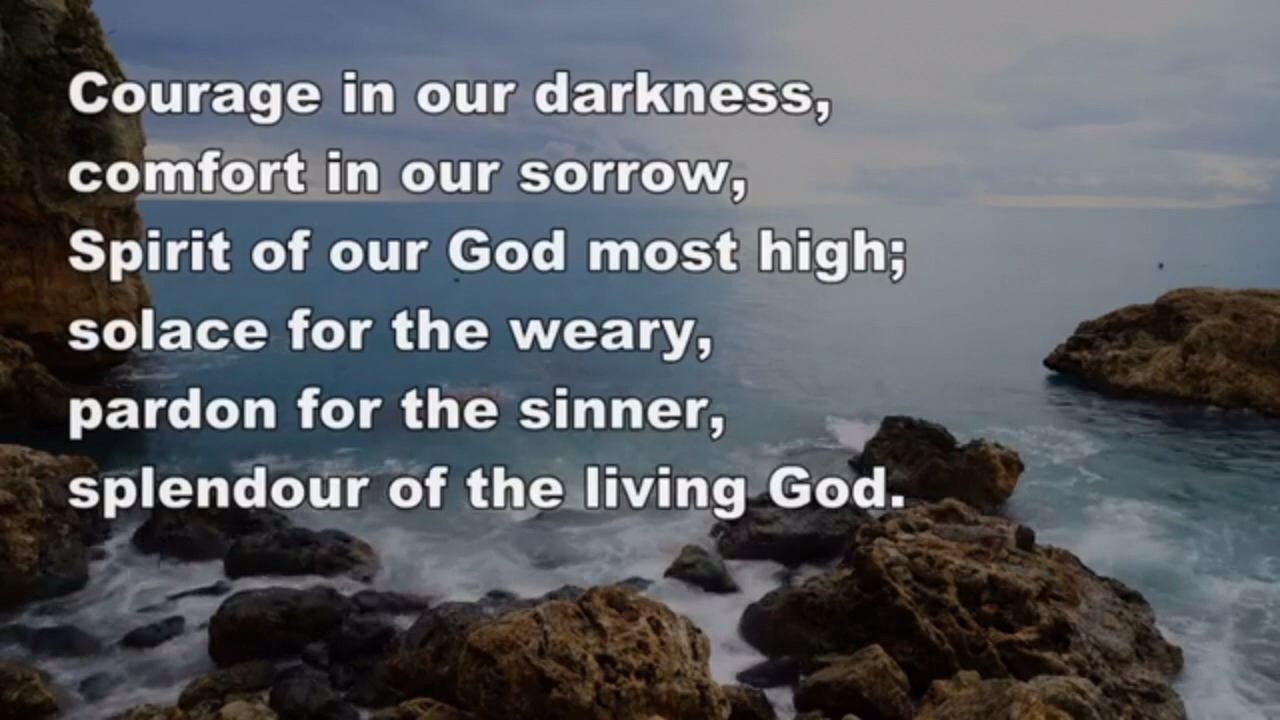 Courage in our darkness,
comfort in our sorrow,
Spirit of our God most high;
solace for the weary,
pardon for the sinner,
splendour of the living God.